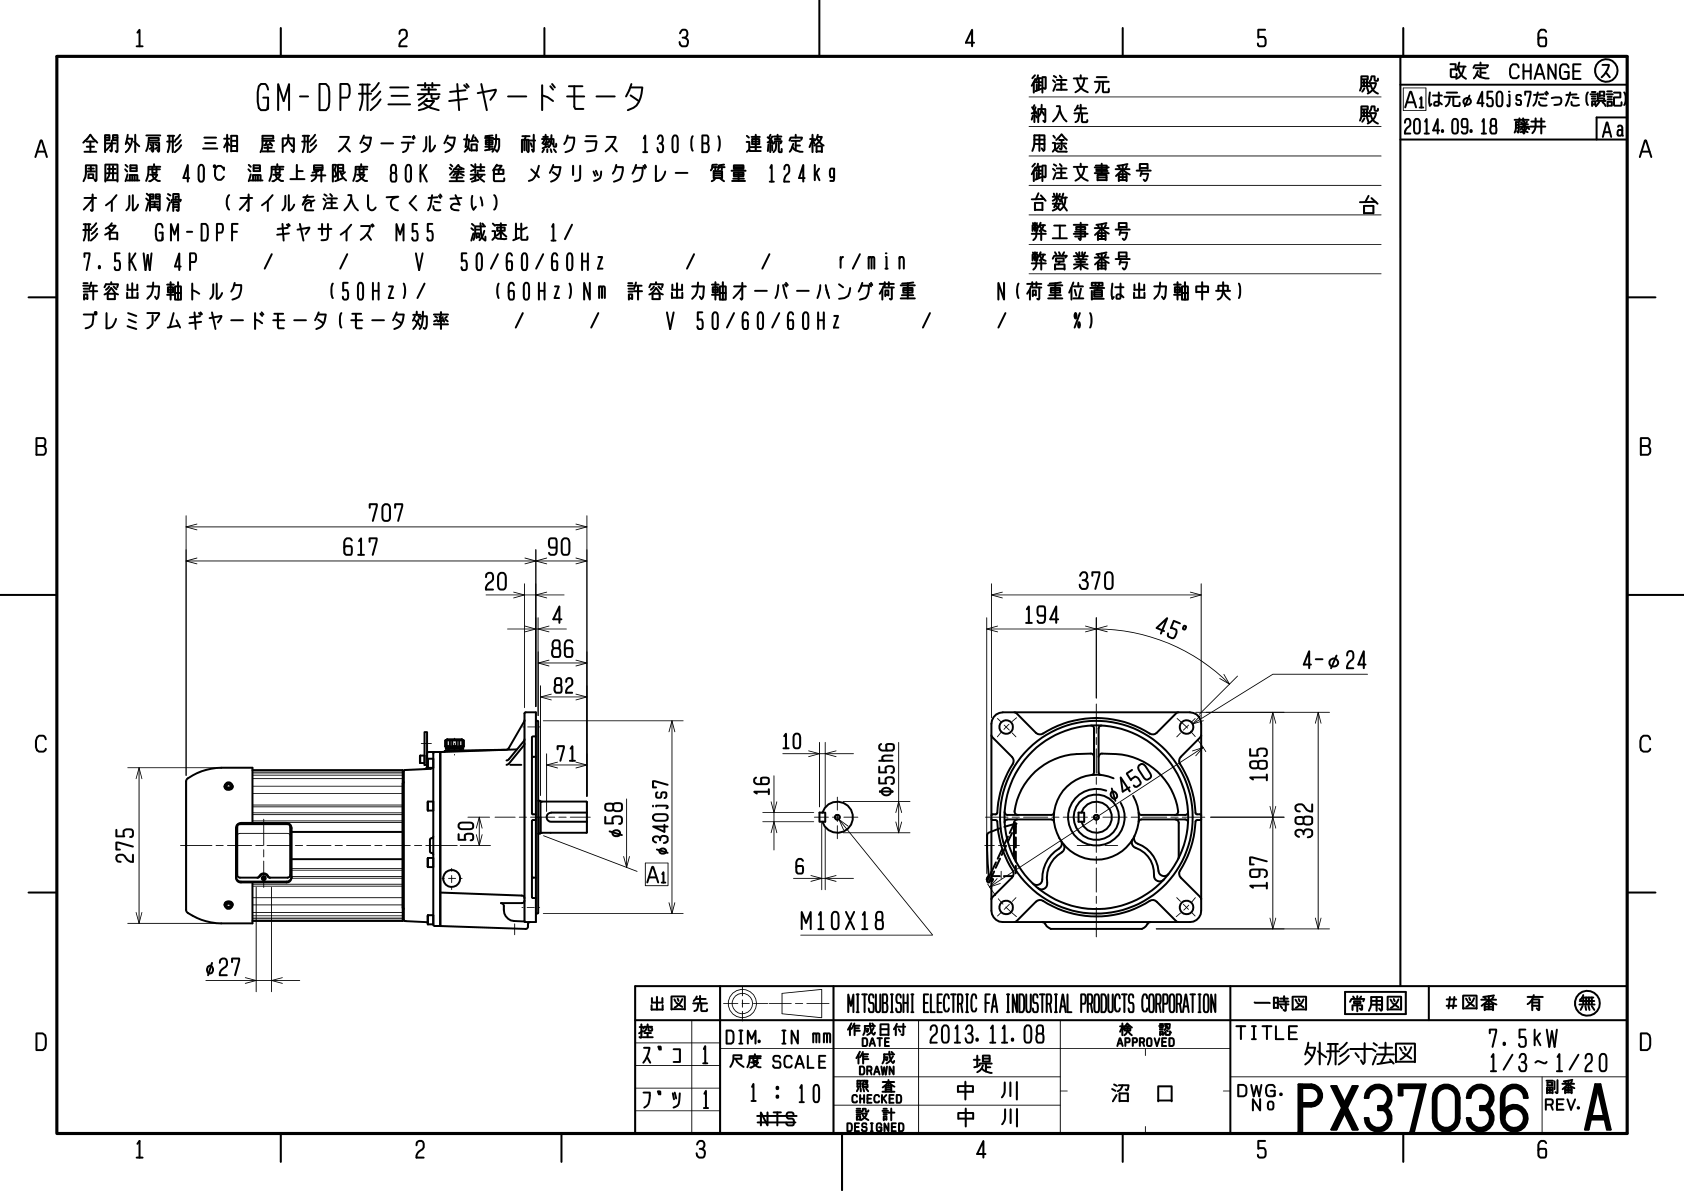 1 2 3 4 5 6
改定 CHANGE ス
A1は元φ450js7だった(誤記)
2014.09.18 藤井 Aa
GM-DP形三菱ギヤードモータ
全閉外扇形 三相 屋内形 スターデルタ始動 耐熱クラス 130(B) 連続定格
周囲温度 40℃ 温度上昇限度 80K 塗装色 メタリックグレー 質量 124kg
オイル潤滑 (オイルを注入してください)
形名 GM-DPF ギヤサイズ M55 減速比 1/
7.5KW 4P / / V 50/60/60Hz / / r/min
許容出力軸トルク (50Hz)/ (60Hz)Nm 許容出力軸オーバーハング荷重 N(荷重位置は出力軸中央)
プレミアムギヤードモータ(モータ効率 / / V 50/60/60Hz / / %)
御注文元 殿
納入先 殿
用途
御注文書番号
台数 台
弊工事番号
弊営業番号
A A
B B
C C
D D
707
617 90
20
4
86
82
71
275
50
φ58
φ340js7
A1
φ27
10
16
6
Φ55h6
M10X18
370
194
45°
4-φ24
φ450
185
382
197
出図先
控
ズコ 1
ブツ 1
DIM. IN mm
尺度 SCALE
1 : 10
NTS
MITSUBISHI ELECTRIC FA INDUSTRIAL PRODUCTS CORPORATION
作成日付 DATE 2013.11.08
作成 DRAWN 堤
照査 CHECKED 中川
設計 DESIGNED 中川
検認 APPROVED
沼口
一時図 常用図 #図番 有 無
TITLE 外形寸法図
7.5kW
1/3~1/20
DWG. No PX37036
副番 REV. A
1 2 3 4 5 6